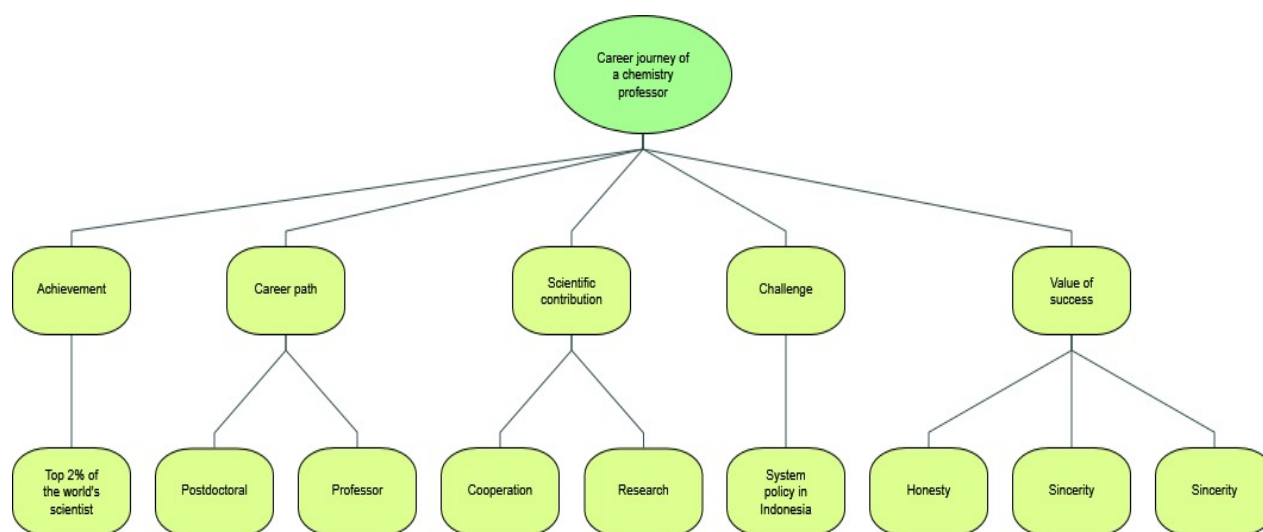 Career journey of
a chemistry
professor
Achievement
Career path
Scientific
contribution
Challenge
Value of
success
Top 2% of
the world's
scientist
Postdoctoral
Professor
Cooperation
Research
System
policy in
Indonesia
Honesty
Sincerity
Sincerity